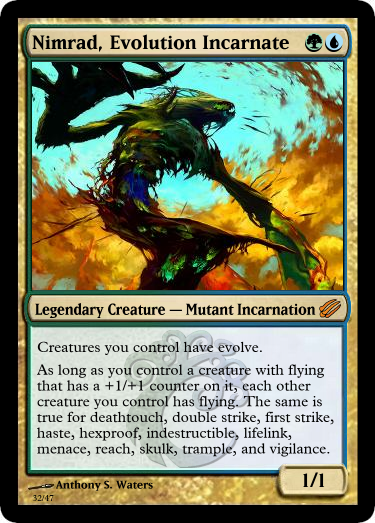 Nimrad, Evolution Incarnate
Legendary Creature — Mutant Incarnation
Creatures you control have evolve.
As long as you control a creature with flying
that has a +1/+1 counter on it, each other
creature you control has flying. The same is
true for deathtouch, double strike, first strike,
haste, hexproof, indestructible, lifelink,
menace, reach, skulk, trample, and vigilance.
1/1
Anthony S. Waters
32/47